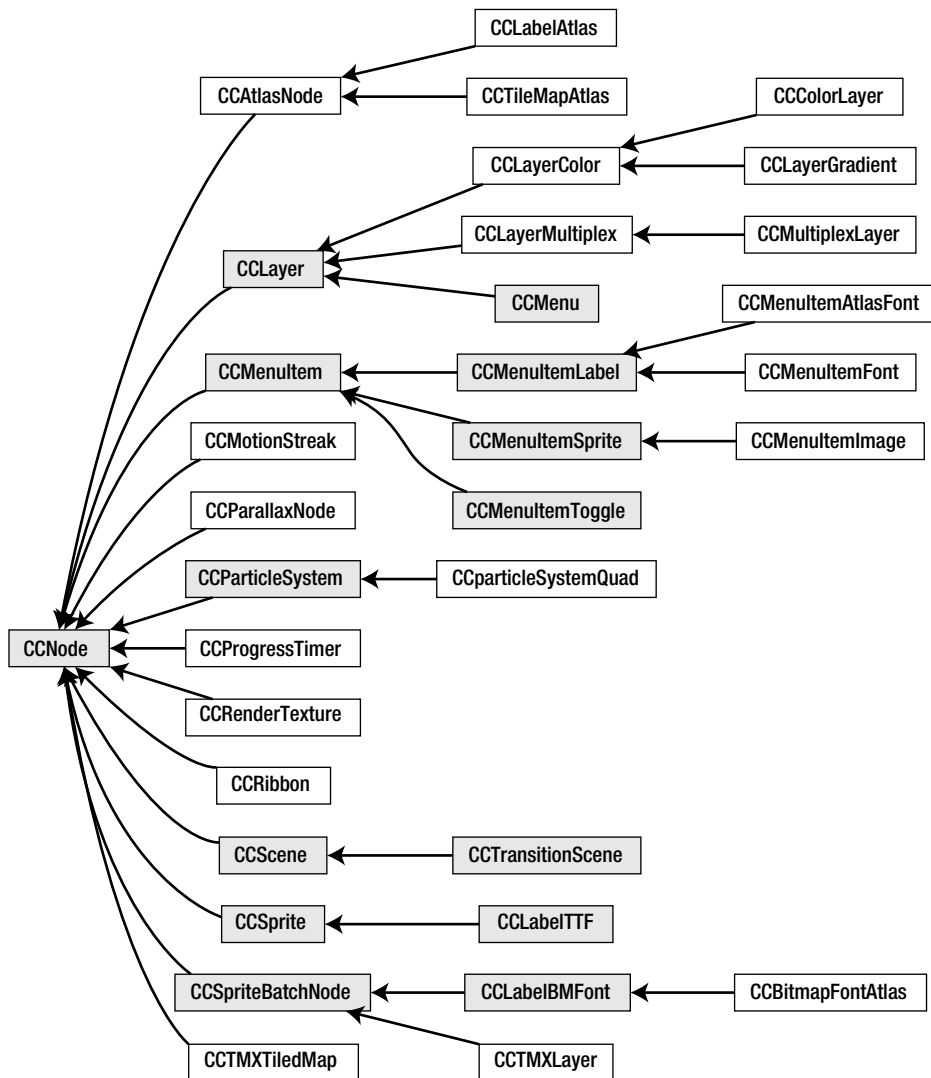 CCLabelAtlas
CCAtlasNode
CCTileMapAtlas
CCColorLayer
CCLayerColor
CCLayerGradient
CCLayerMultiplex
CCMultiplexLayer
CCLayer
CCMenu
CCMenuItemAtlasFont
CCMenuItem
CCMenuItemLabel
CCMenuItemFont
CCMotionStreak
CCMenuItemSprite
CCMenuItemImage
CCParallaxNode
CCMenuItemToggle
CCParticleSystem
CCparticleSystemQuad
CCNode
CCProgressTimer
CCRenderTexture
CCRibbon
CCScene
CCTransitionScene
CCSprite
CCLabelTTF
CCSpriteBatchNode
CCLabelBMFont
CCBitmapFontAtlas
CCTMXTiledMap
CCTMXLayer